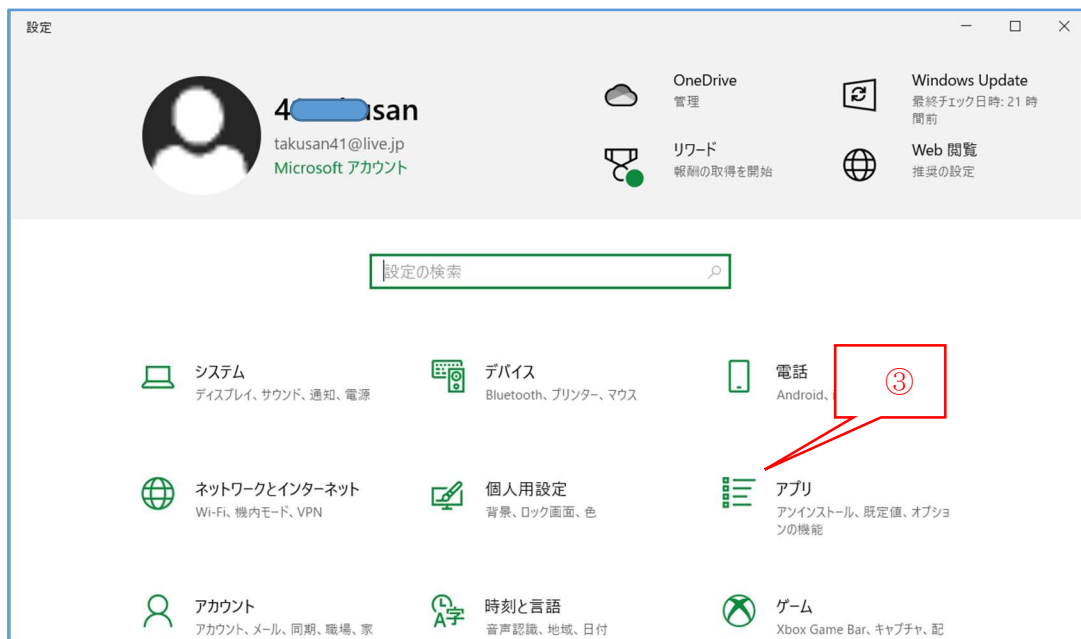 設定
4 usan
takusan41@live.jp
Microsoft アカウント
OneDrive
管理
Windows Update
最終チェック日時: 21 時
間前
リワード
報酬の取得を開始
Web 閲覧
推奨の設定
設定の検索
システム
ディスプレイ、サウンド、通知、電源
デバイス
Bluetooth、プリンター、マウス
電話
Android、
③
ネットワークとインターネット
Wi-Fi、機内モード、VPN
個人用設定
背景、ロック画面、色
アプリ
アンインストール、既定値、オプショ
ンの機能
アカウント
アカウント、メール、同期、職場、家
時刻と言語
音声認識、地域、日付
ゲーム
Xbox Game Bar、キャプチャ、配